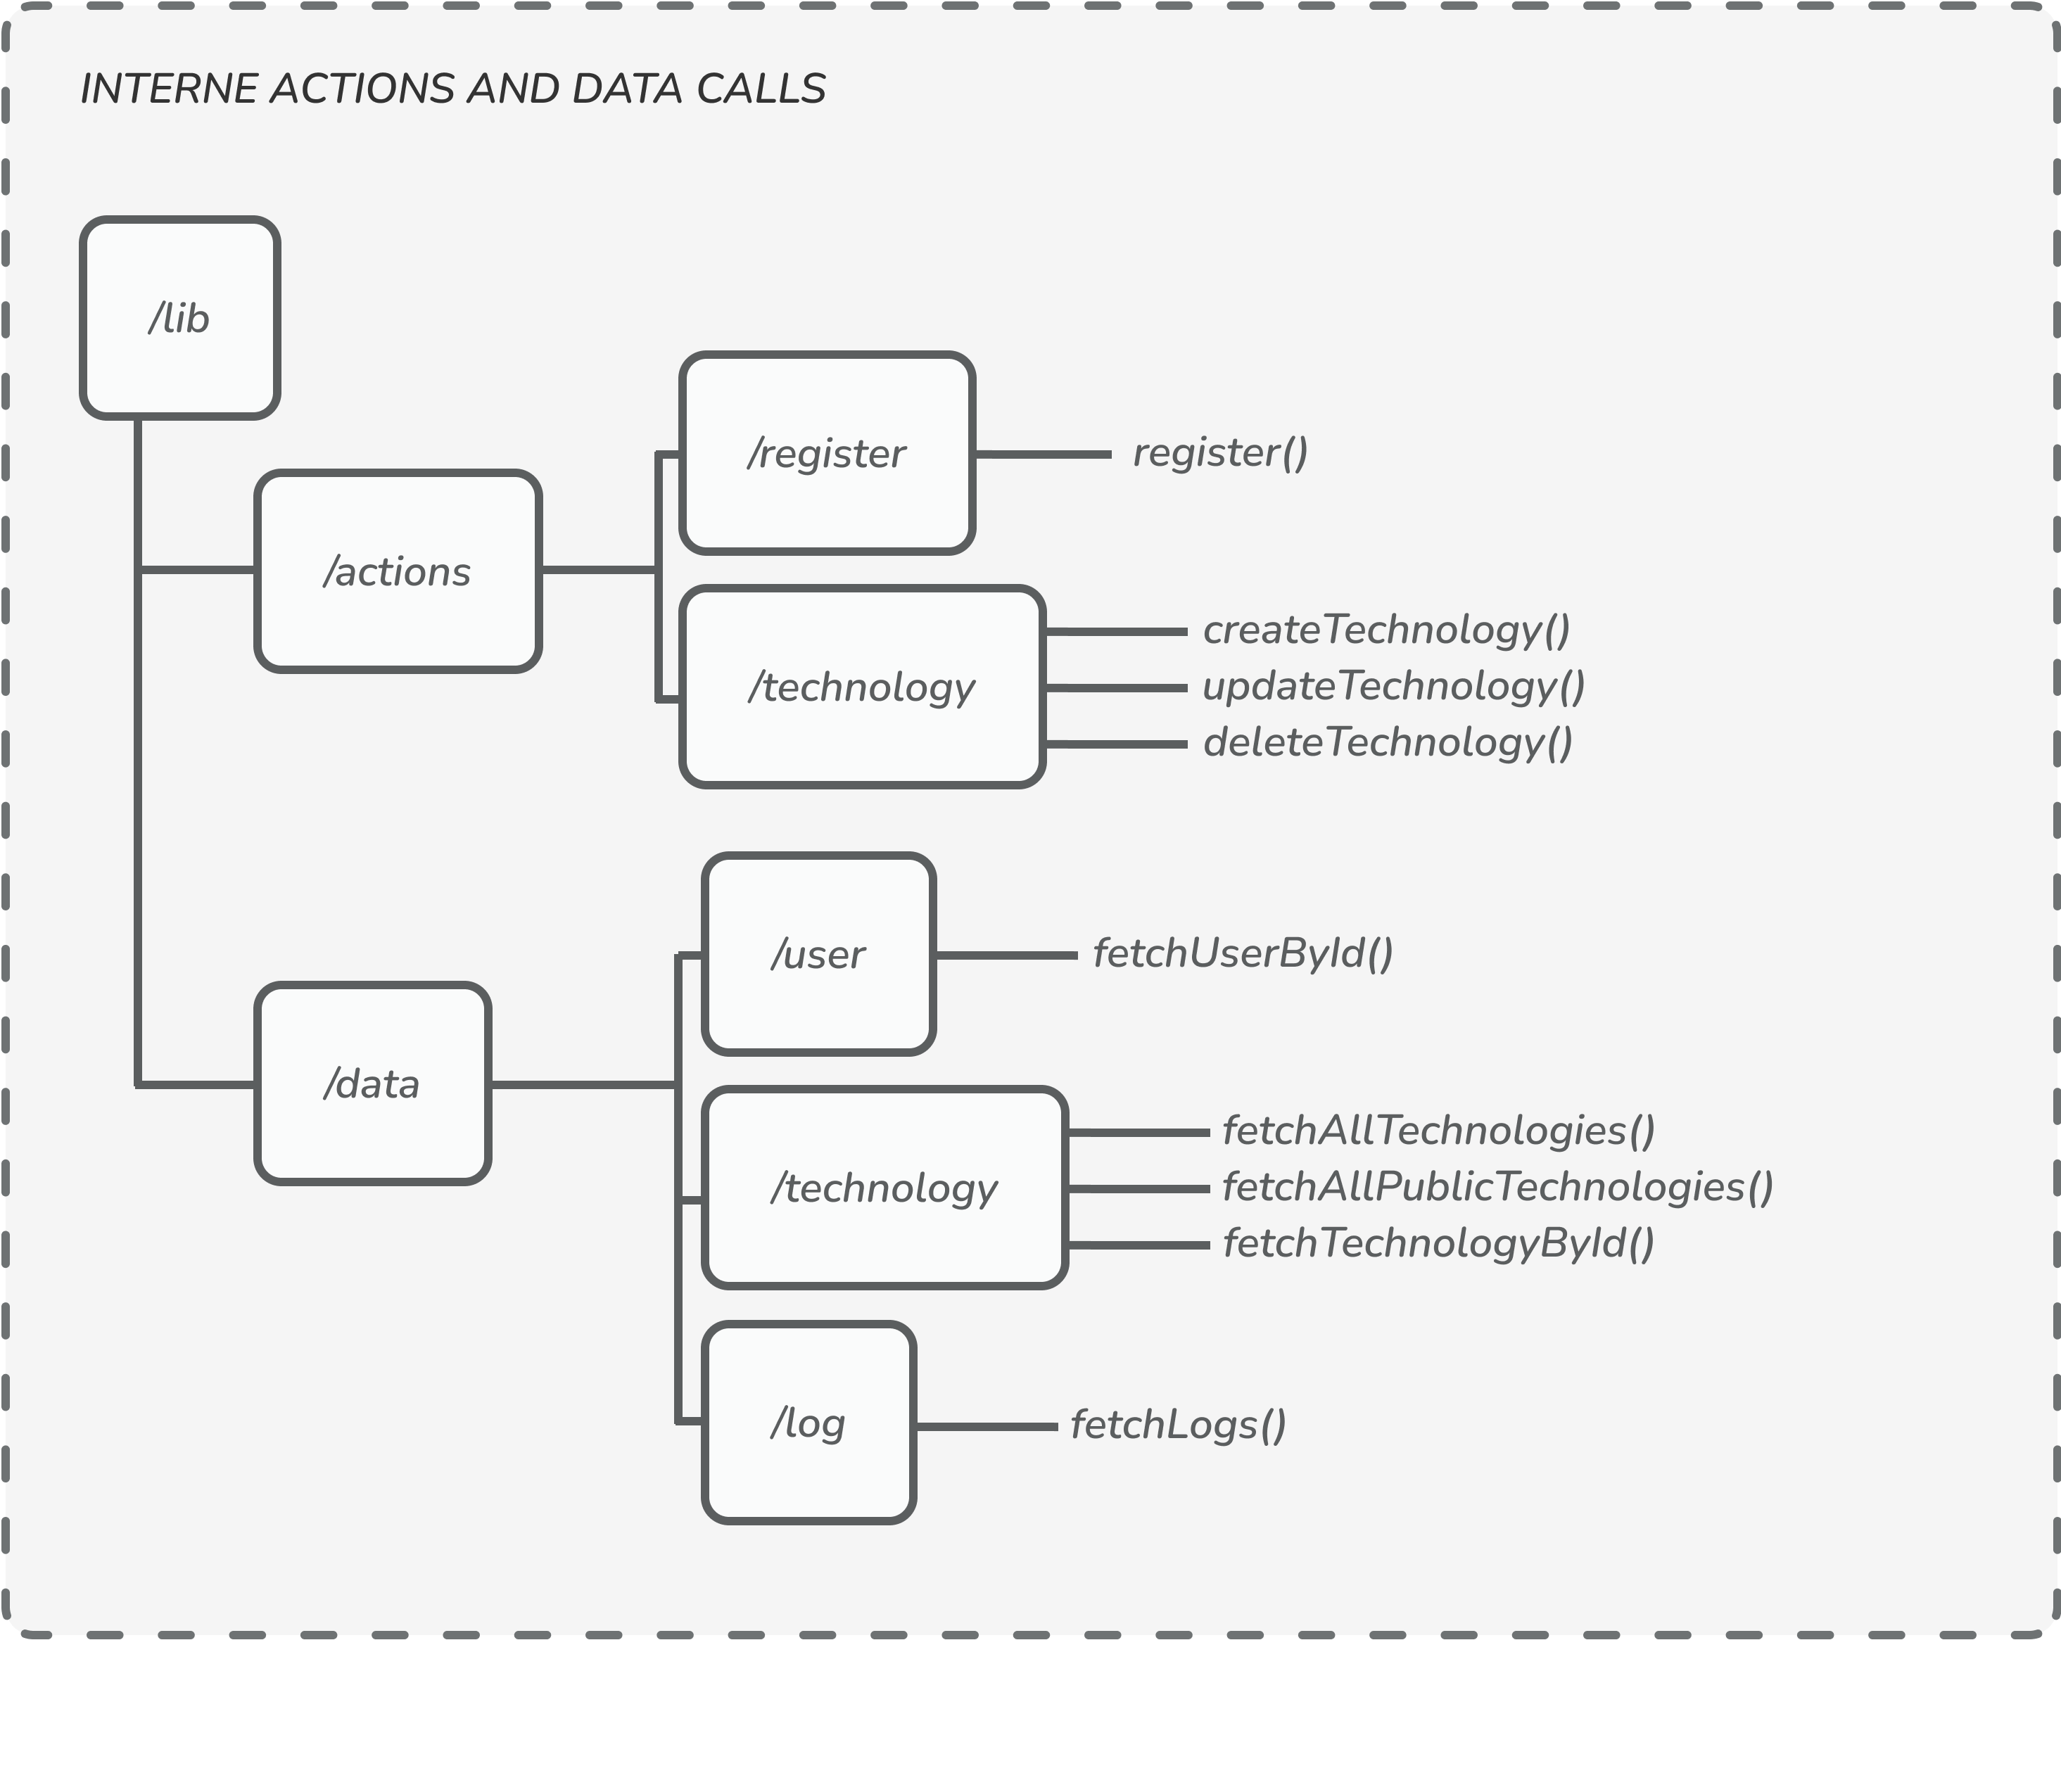 INTERNE ACTIONS AND DATA CALLS
/lib
/register
register()
/actions
/technology
createTechnology()
updateTechnology()
deleteTechnology()
/user
fetchUserById()
/data
/technology
fetchAllTechnologies()
fetchAllPublicTechnologies()
fetchTechnologyById()
/log
fetchLogs()